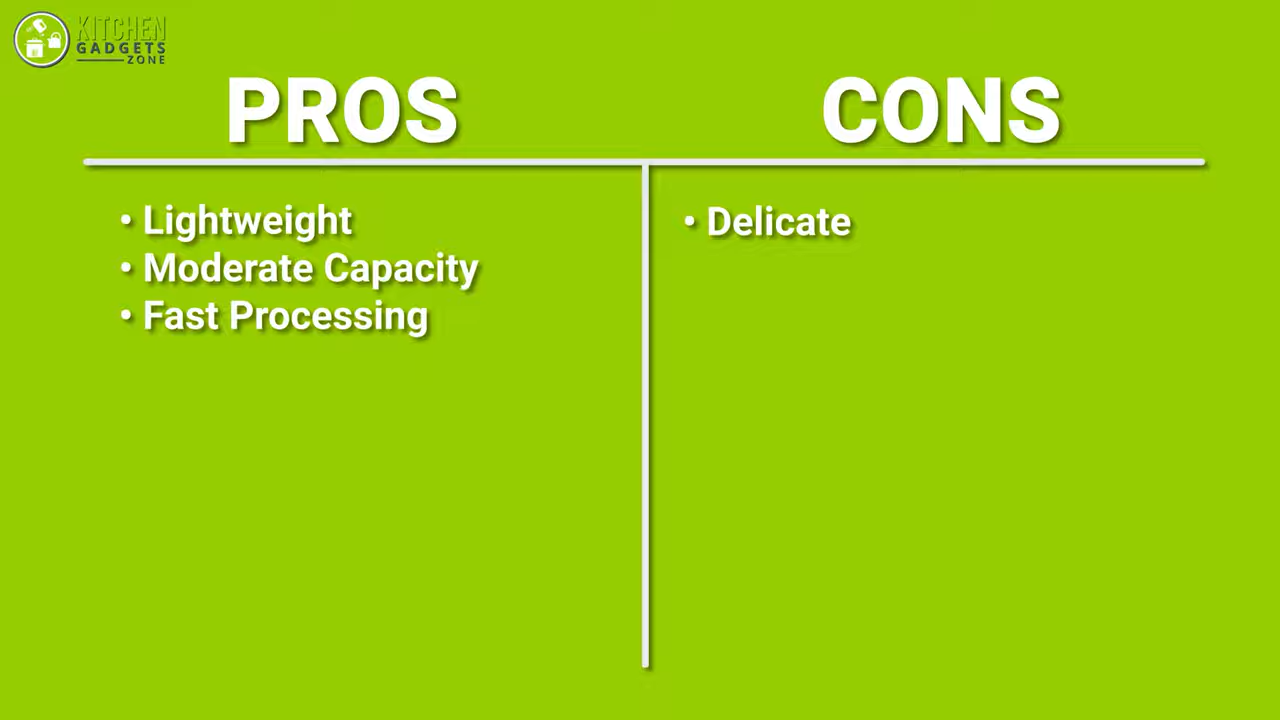 KITCHEN
GADGETS
ZONE
PROS
CONS
• Lightweight
• Moderate Capacity
• Fast Processing
• Delicate